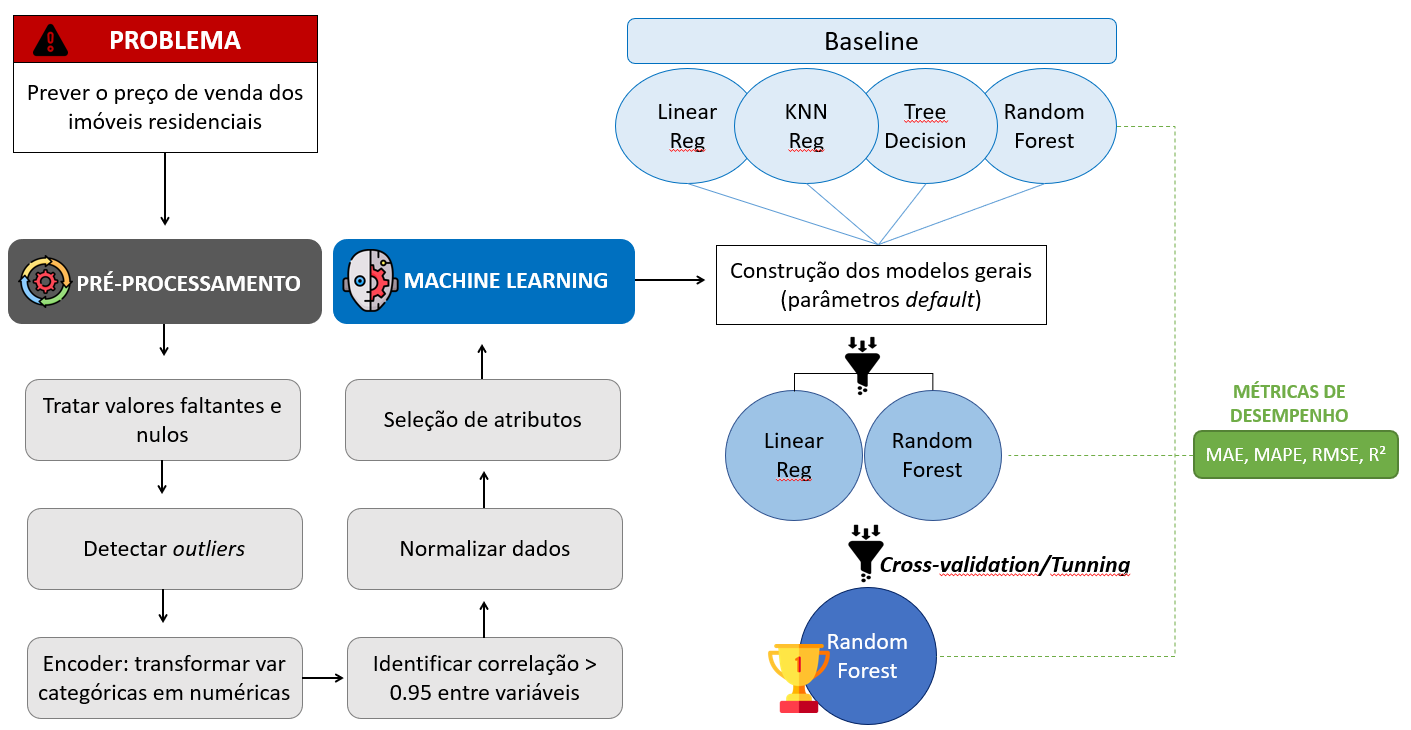 PROBLEMA
Prever o preço de venda dos
imóveis residenciais
PRÉ-PROCESSAMENTO
Tratar valores faltantes e
nulos
Detectar outliers
Encoder: transformar var
categóricas em numéricas
Identificar correlação >
0.95 entre variáveis
Normalizar dados
Seleção de atributos
MACHINE LEARNING
Baseline
Linear
Reg
KNN
Reg
Tree
Decision
Random
Forest
Construção dos modelos gerais
(parâmetros default)
Linear
Reg
Random
Forest
Cross-validation/Tunning
Random
Forest
1
MÉTRICAS DE
DESEMPENHO
MAE, MAPE, RMSE, R²